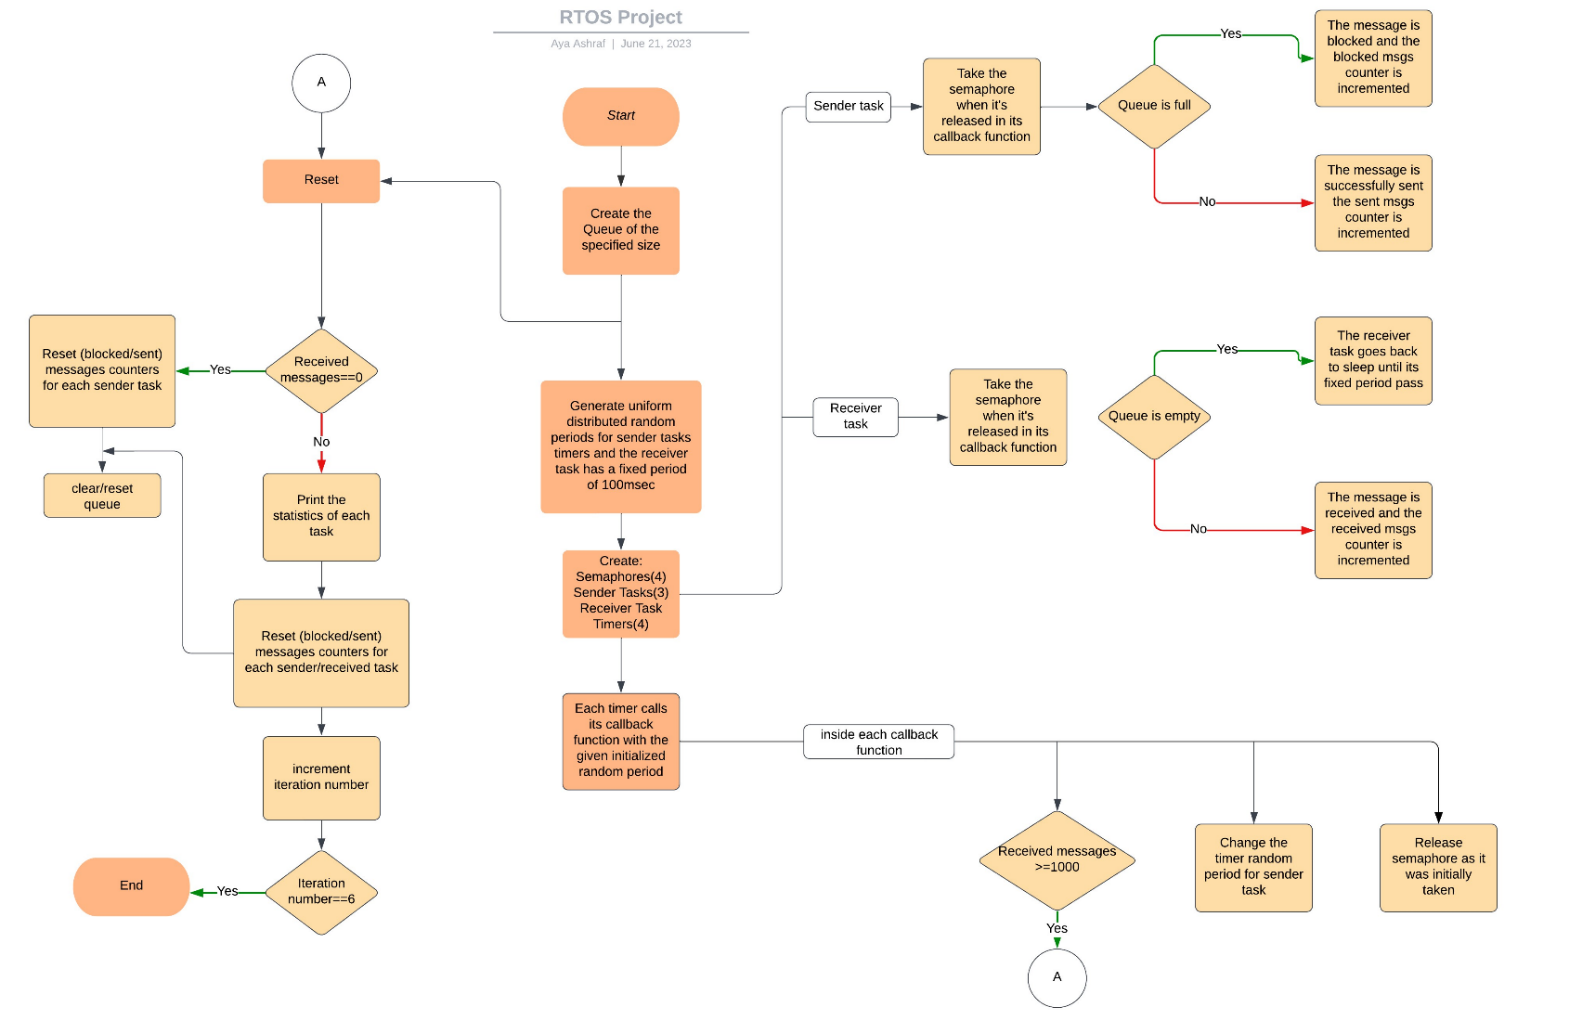 RTOS Project
Aya Ashraf | June 21, 2023
A
Reset
Received
messages==0
Yes
Reset (blocked/sent)
messages counters
for each sender task
clear/reset
queue
No
Print the
statistics of each
task
Reset (blocked/sent)
messages counters for
each sender/received task
increment
iteration number
Iteration
number==6
Yes
End
Start
Create the
Queue of the
specified size
Generate uniform
distributed random
periods for sender tasks
timers and the receiver
task has a fixed period
of 100msec
Create:
Semaphores(4)
Sender Tasks(3)
Receiver Task
Timers(4)
Each timer calls
its callback
function with the
given initialized
random period
Sender task
Take the
semaphore
when it's
released in its
callback function
Queue is full
Yes
The message is
blocked and the
blocked msgs
counter is
incremented
No
The message is
successfully sent
the sent msgs
counter is
incremented
Receiver
task
Take the
semaphore
when it's
released in its
callback function
Queue is empty
Yes
The receiver
task goes back
to sleep until its
fixed period pass
No
The message is
received and the
received msgs
counter is
incremented
inside each callback
function
Received messages
>=1000
Yes
A
Change the
timer random
period for sender
task
Release
semaphore as it
was initially
taken